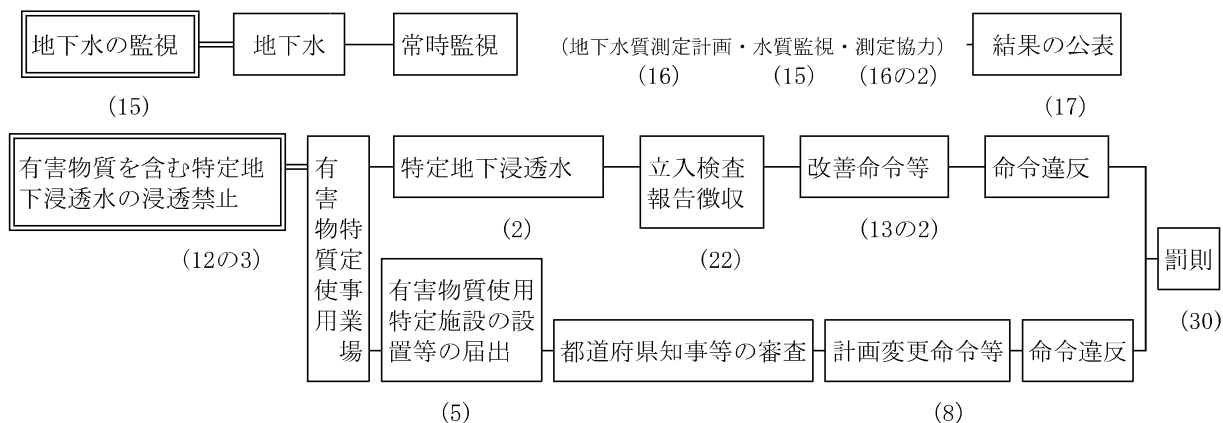 地下水の監視
地下水
常時監視
（地下水質測定計画・水質監視・測定協力）
結果の公表
(16)
(15)
(16の2)
(15)
(17)
有害物質を含む特定地
下浸透水の浸透禁止
(12の3)
有害物質使用
特定事業場
特定地下浸透水
(2)
立入検査
報告徴収
(22)
改善命令等
(13の2)
命令違反
罰則
(30)
有害物質使用
特定施設の設
置等の届出
(5)
都道府県知事等の審査
計画変更命令等
(8)
命令違反